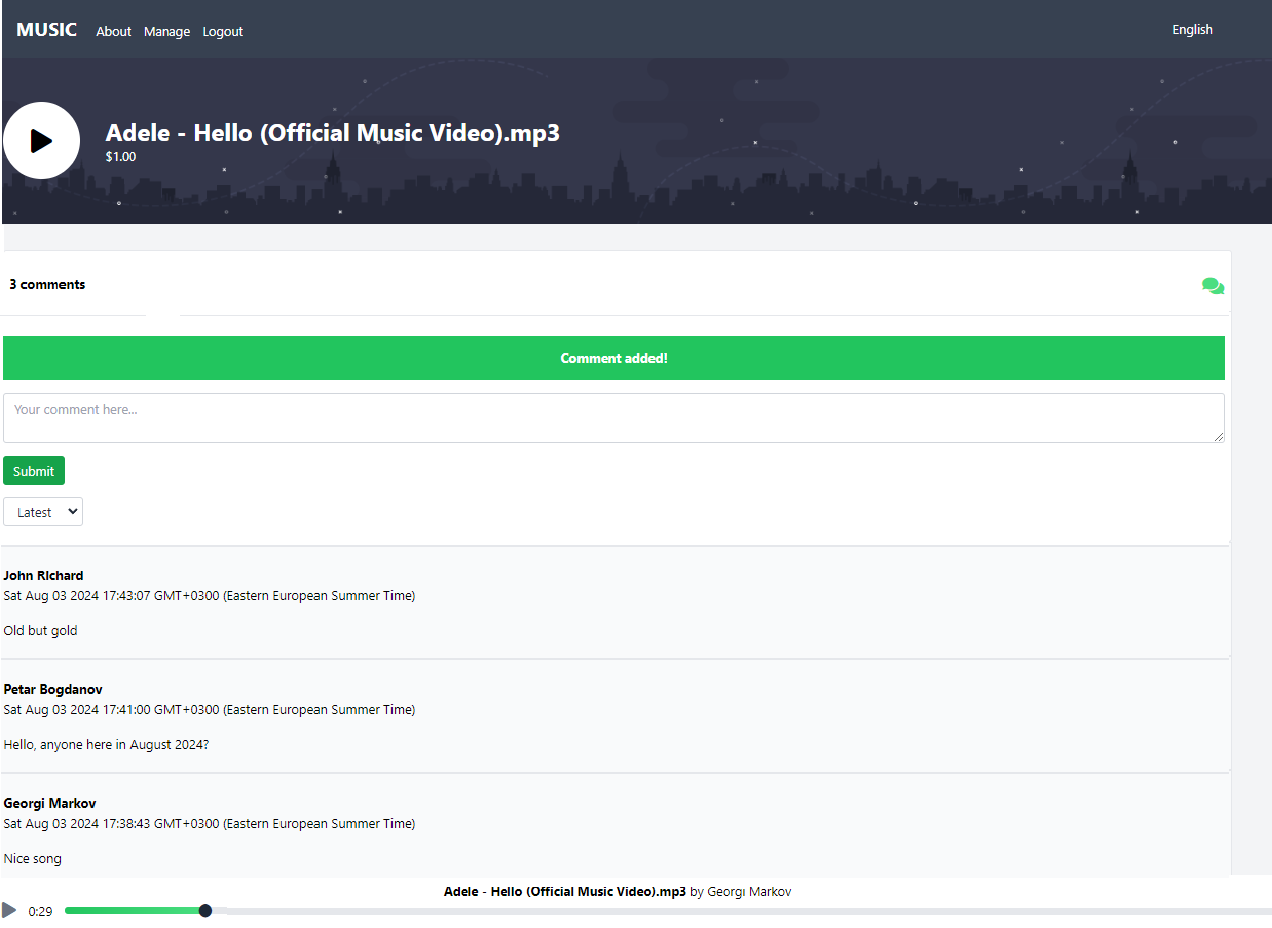 MUSIC About Manage Logout English
Adele - Hello (Official Music Video).mp3
$1.00
3 comments
Comment added!
Your comment here...
Submit
Latest
John Richard
Sat Aug 03 2024 17:43:07 GMT+0300 (Eastern European Summer Time)
Old but gold
Petar Bogdanov
Sat Aug 03 2024 17:41:00 GMT+0300 (Eastern European Summer Time)
Hello, anyone here in August 2024?
Georgi Markov
Sat Aug 03 2024 17:38:43 GMT+0300 (Eastern European Summer Time)
Nice song
Adele - Hello (Official Music Video).mp3 by Georgi Markov
0:29